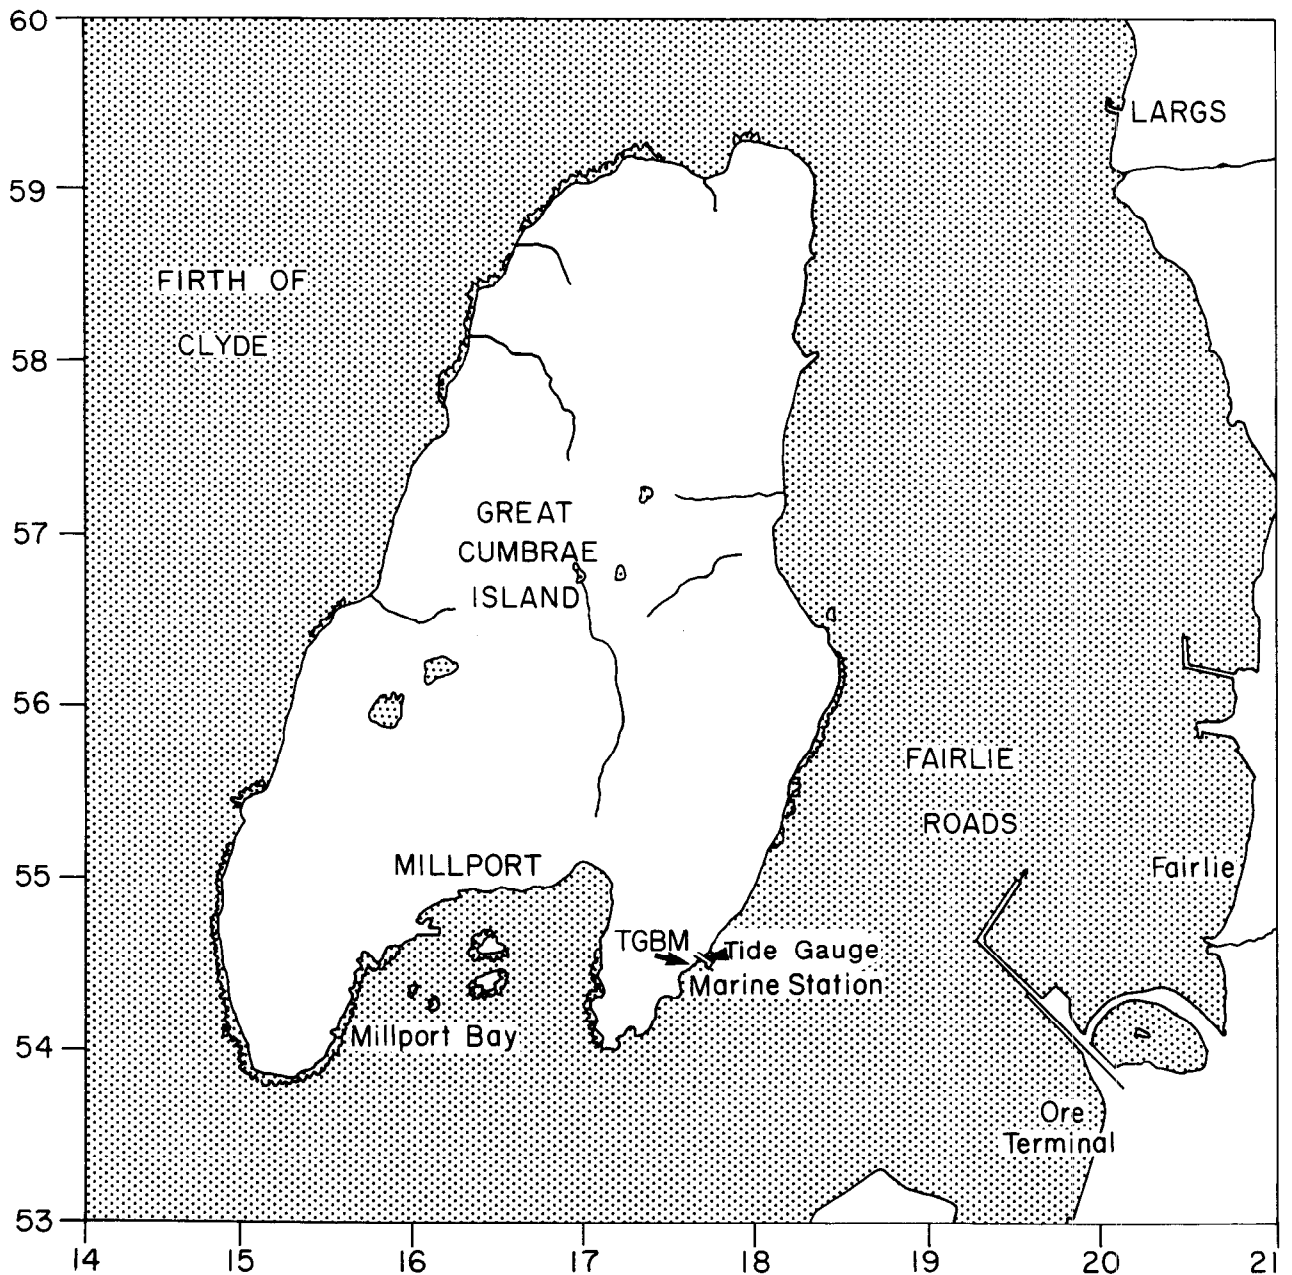 60
LARGS
59
FIRTH OF
CLYDE
58
57
GREAT
CUMBRAE
ISLAND
56
FAIRLIE
ROADS
55
MILLPORT
Fairlie
TGBM
Tide Gauge
Marine Station
Millport Bay
54
Ore
Terminal
53
14 15 16 17 18 19 20 21